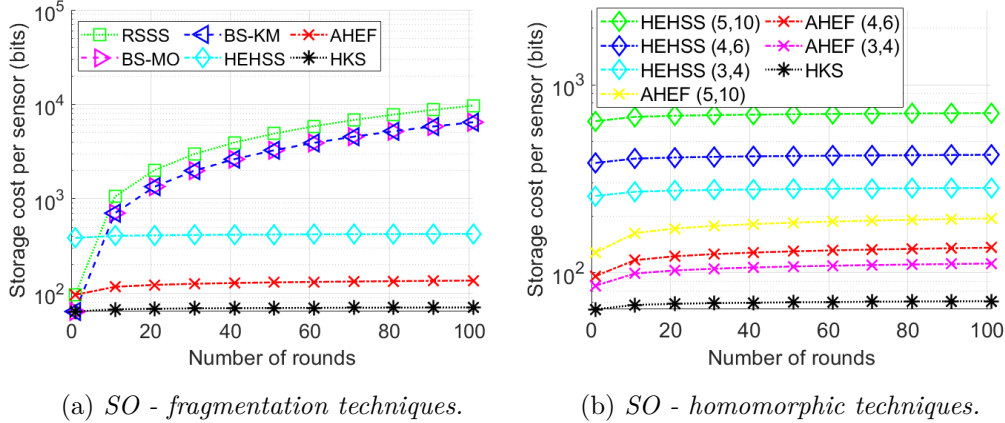 Storage cost per sensor (bits)
10^5
10^4
10^3
10^2
RSSS BS-KM AHEF
BS-MO HEHSS HKS
0 20 40 60 80 100
Number of rounds
(a) SO - fragmentation techniques.
Storage cost per sensor (bits)
10^3
10^2
HEHSS (5,10) AHEF (4,6)
HEHSS (4,6) AHEF (3,4)
HEHSS (3,4) HKS
AHEF (5,10)
0 20 40 60 80 100
Number of rounds
(b) SO - homomorphic techniques.